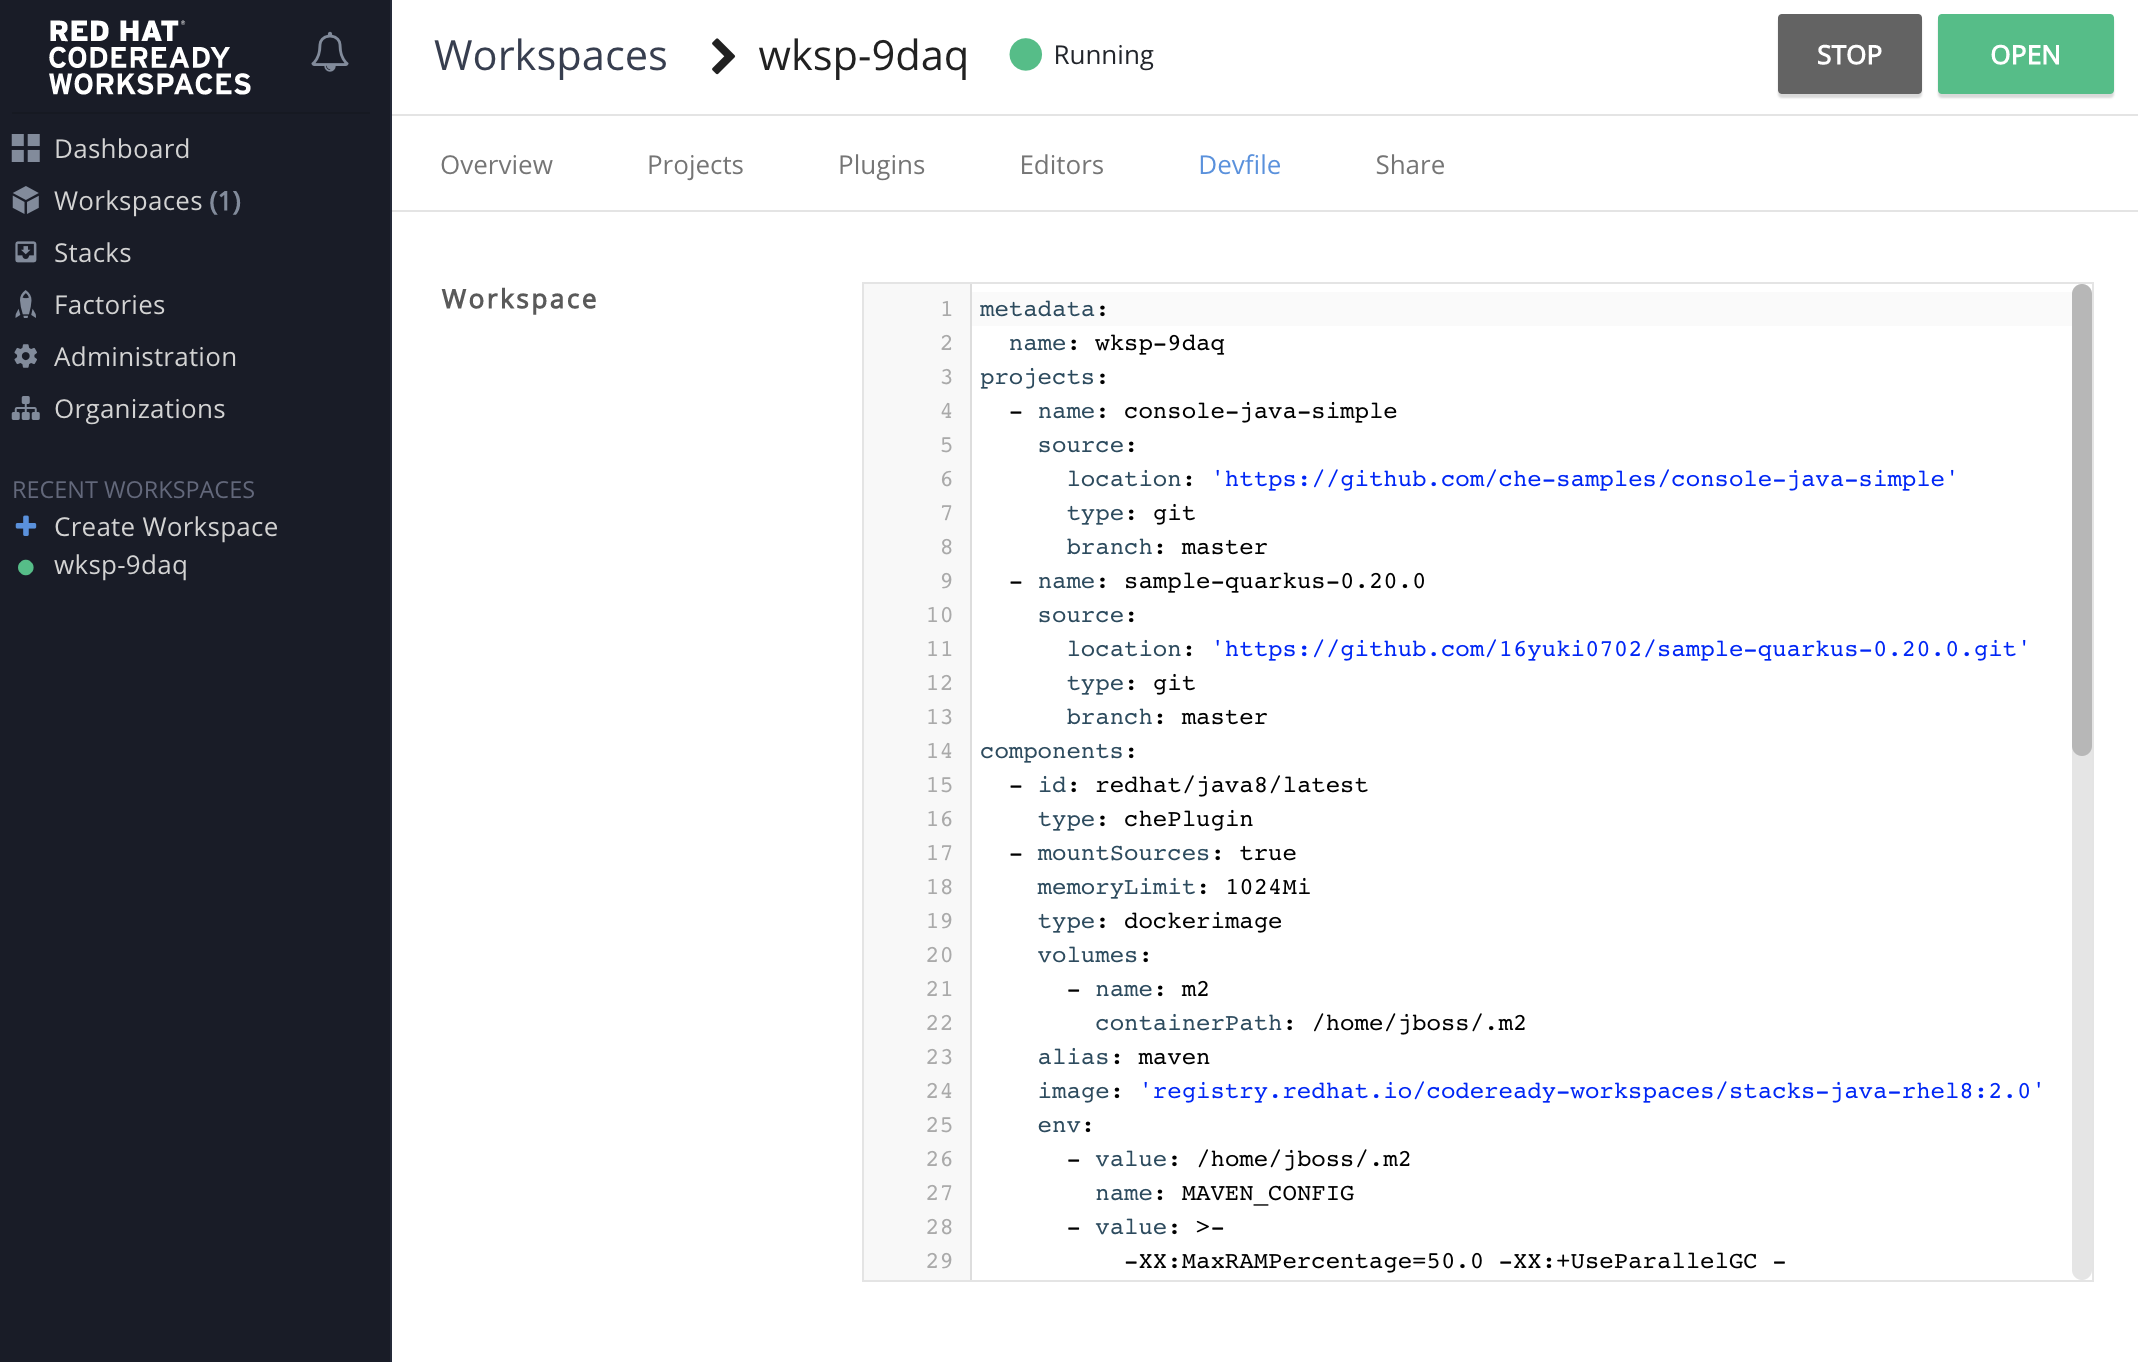 RED HAT
CODEREADY
WORKSPACES
Dashboard
Workspaces (1)
Stacks
Factories
Administration
Organizations
RECENT WORKSPACES
Create Workspace
wksp-9daq
Workspaces
wksp-9daq
Running
STOP
OPEN
Overview
Projects
Plugins
Editors
Devfile
Share
Workspace
1 metadata:
2   name: wksp-9daq
3 projects:
4   - name: console-java-simple
5     source:
6       location: 'https://github.com/che-samples/console-java-simple'
7       type: git
8       branch: master
9   - name: sample-quarkus-0.20.0
10     source:
11       location: 'https://github.com/16yuki0702/sample-quarkus-0.20.0.git'
12       type: git
13       branch: master
14 components:
15   - id: redhat/java8/latest
16     type: chePlugin
17   - mountSources: true
18     memoryLimit: 1024Mi
19     type: dockerimage
20     volumes:
21       - name: m2
22         containerPath: /home/jboss/.m2
23     alias: maven
24     image: 'registry.redhat.io/codeready-workspaces/stacks-java-rhel8:2.0'
25     env:
26       - value: /home/jboss/.m2
27         name: MAVEN_CONFIG
28       - value: >-
29           -XX:MaxRAMPercentage=50.0 -XX:+UseParallelGC -